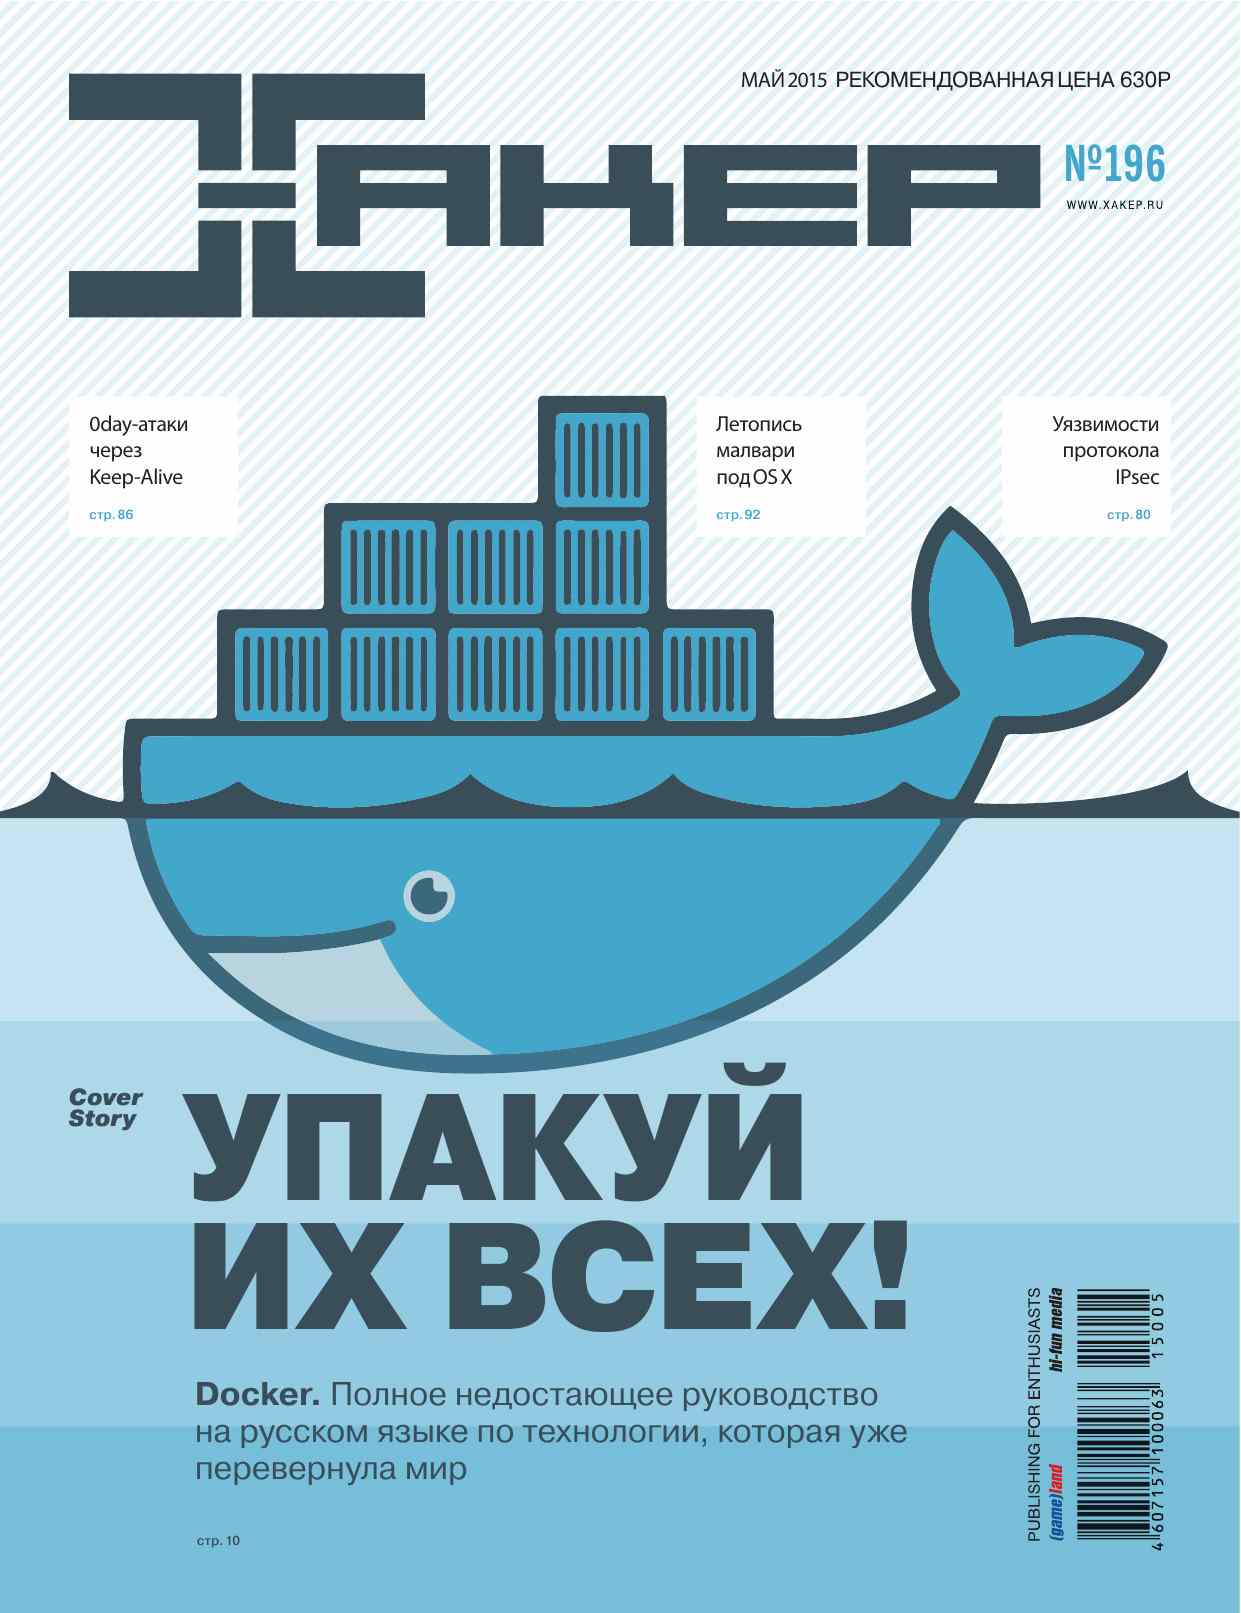 МАЙ 2015 РЕКОМЕНДОВАННАЯ ЦЕНА 630Р
ХАКЕР
№196
WWW.XAKEP.RU
0day-атаки
через
Keep-Alive
стр. 86
Летопись
малвари
под OS X
стр. 92
Уязвимости
протокола
IPsec
стр. 80
Cover
Story
УПАКУЙ
ИХ ВСЕХ!
Docker. Полное недостающее руководство
на русском языке по технологии, которая уже
перевернула мир
стр. 10
PUBLISHING FOR ENTHUSIASTS
(game)land
hi-fun media
4 607157 100063
15005